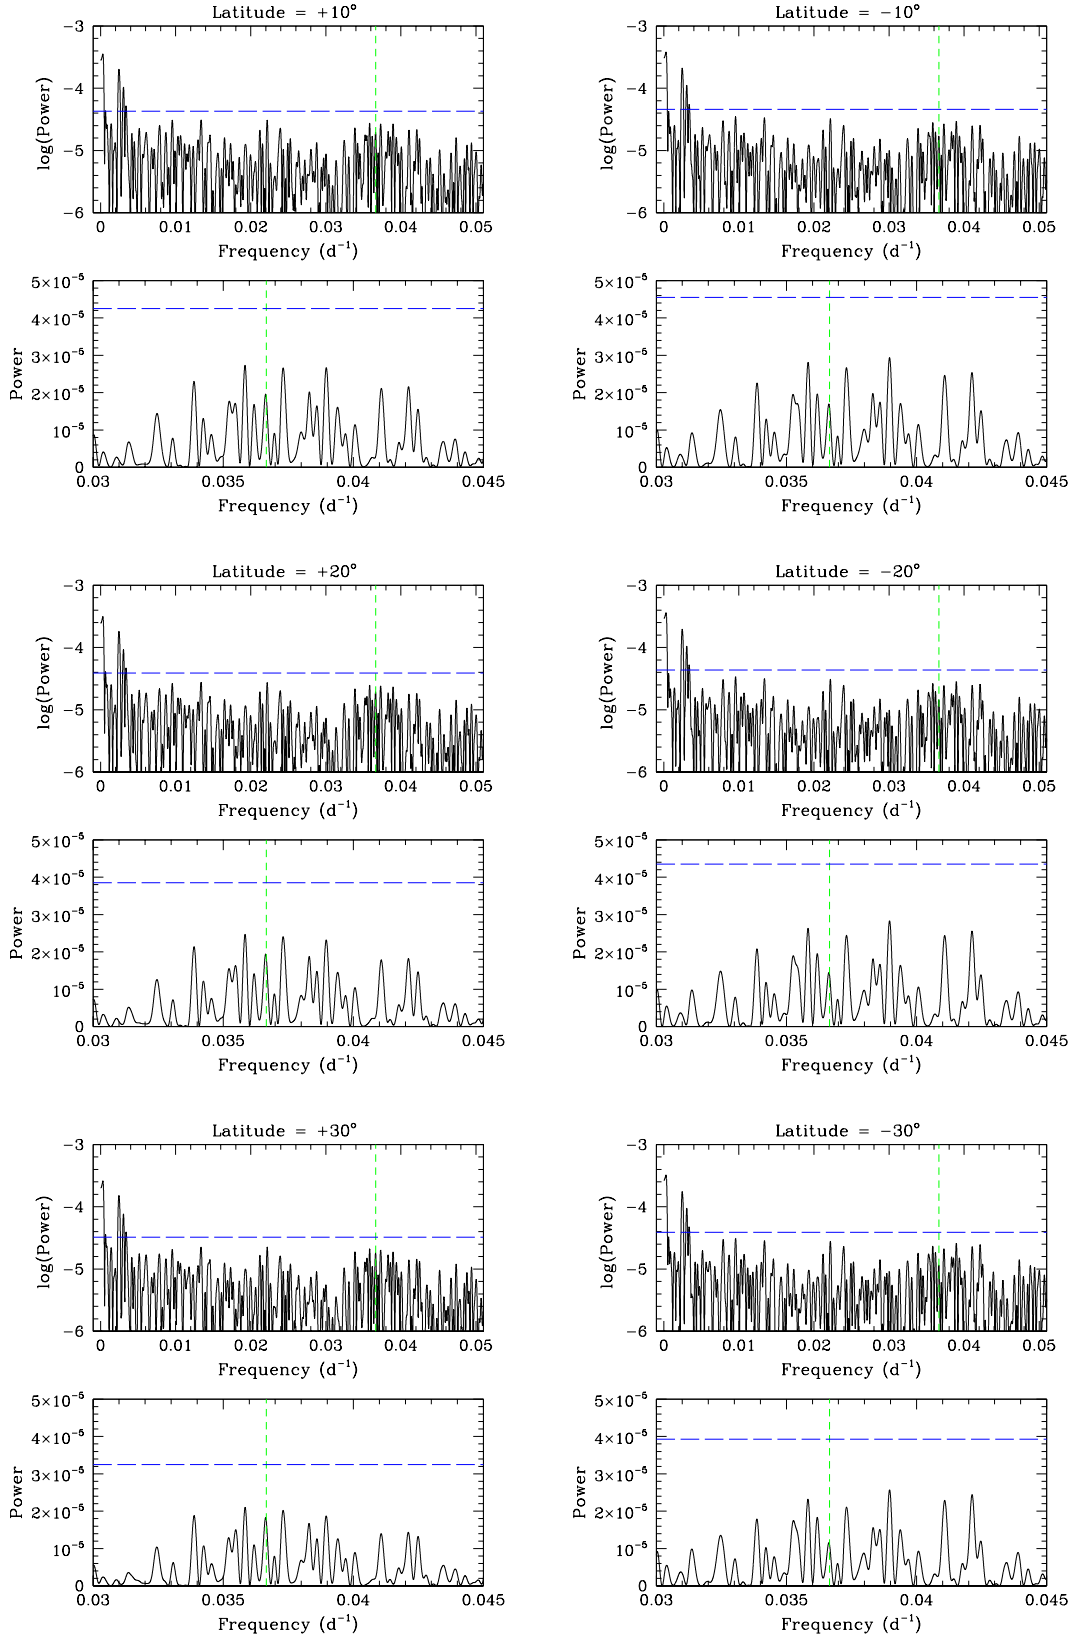 Latitude = +10°
−3
−4
−5
−6
log(Power)
0 0.01 0.02 0.03 0.04 0.05
Frequency (d⁻¹)
5×10⁻⁵
4×10⁻⁵
3×10⁻⁵
2×10⁻⁵
10⁻⁵
0
Power
0.03 0.035 0.04 0.045
Frequency (d⁻¹)
Latitude = −10°
−3
−4
−5
−6
log(Power)
0 0.01 0.02 0.03 0.04 0.05
Frequency (d⁻¹)
5×10⁻⁵
4×10⁻⁵
3×10⁻⁵
2×10⁻⁵
10⁻⁵
0
Power
0.03 0.035 0.04 0.045
Frequency (d⁻¹)
Latitude = +20°
−3
−4
−5
−6
log(Power)
0 0.01 0.02 0.03 0.04 0.05
Frequency (d⁻¹)
5×10⁻⁵
4×10⁻⁵
3×10⁻⁵
2×10⁻⁵
10⁻⁵
0
Power
0.03 0.035 0.04 0.045
Frequency (d⁻¹)
Latitude = −20°
−3
−4
−5
−6
log(Power)
0 0.01 0.02 0.03 0.04 0.05
Frequency (d⁻¹)
5×10⁻⁵
4×10⁻⁵
3×10⁻⁵
2×10⁻⁵
10⁻⁵
0
Power
0.03 0.035 0.04 0.045
Frequency (d⁻¹)
Latitude = +30°
−3
−4
−5
−6
log(Power)
0 0.01 0.02 0.03 0.04 0.05
Frequency (d⁻¹)
5×10⁻⁵
4×10⁻⁵
3×10⁻⁵
2×10⁻⁵
10⁻⁵
0
Power
0.03 0.035 0.04 0.045
Frequency (d⁻¹)
Latitude = −30°
−3
−4
−5
−6
log(Power)
0 0.01 0.02 0.03 0.04 0.05
Frequency (d⁻¹)
5×10⁻⁵
4×10⁻⁵
3×10⁻⁵
2×10⁻⁵
10⁻⁵
0
Power
0.03 0.035 0.04 0.045
Frequency (d⁻¹)